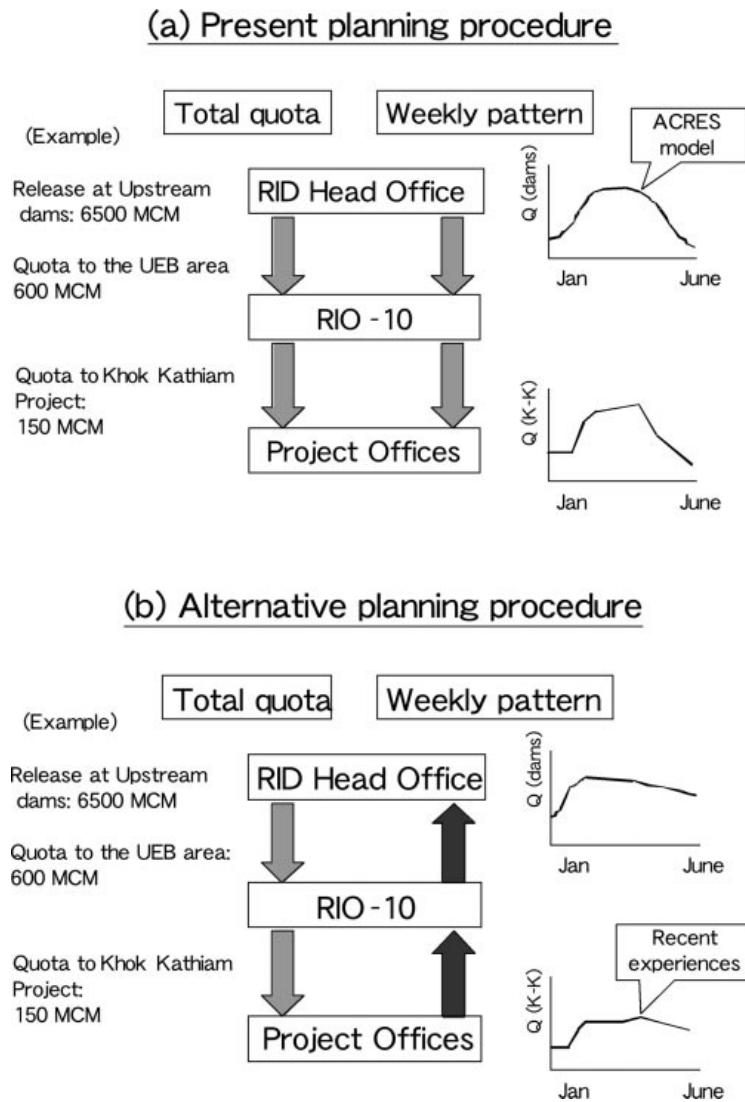 (a) Present planning procedure
Total quota
Weekly pattern
(Example)
ACRES
model
Release at Upstream
dams: 6500 MCM
RID Head Office
Q (dams)
Jan
June
Quota to the UEB area
600 MCM
RIO - 10
Quota to Khok Kathiam
Project:
150 MCM
Project Offices
Q (K-K)
Jan
June
(b) Alternative planning procedure
Total quota
Weekly pattern
(Example)
Release at Upstream
dams: 6500 MCM
RID Head Office
Q (dams)
Jan
June
Quota to the UEB area:
600 MCM
RIO - 10
Recent
experiences
Quota to Khok Kathiam
Project:
150 MCM
Project Offices
Q (K-K)
Jan
June